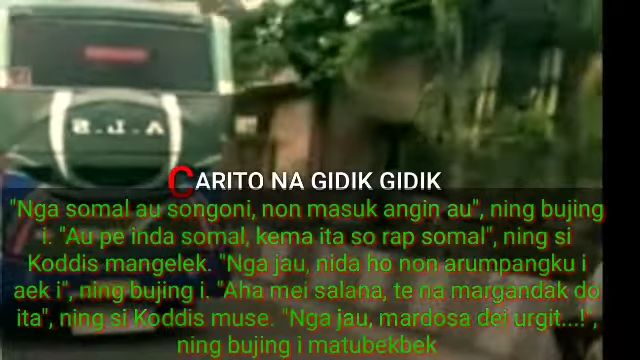 A.L.S
CARITO NA GIDIK GIDIK
"Nga somal au songoni, non masuk angin au", ning bujing
i. "Au pe inda somal, kema ita so rap somal", ning si
Koddis mangelek. "Nga jau, nida ho non arumpangku i
aek i", ning bujing i. "Aha mei salana, te na margandak do
ita", ning si Koddis muse. "Nga jau, mardosa dei urgit...!",
ning bujing i matubekbek